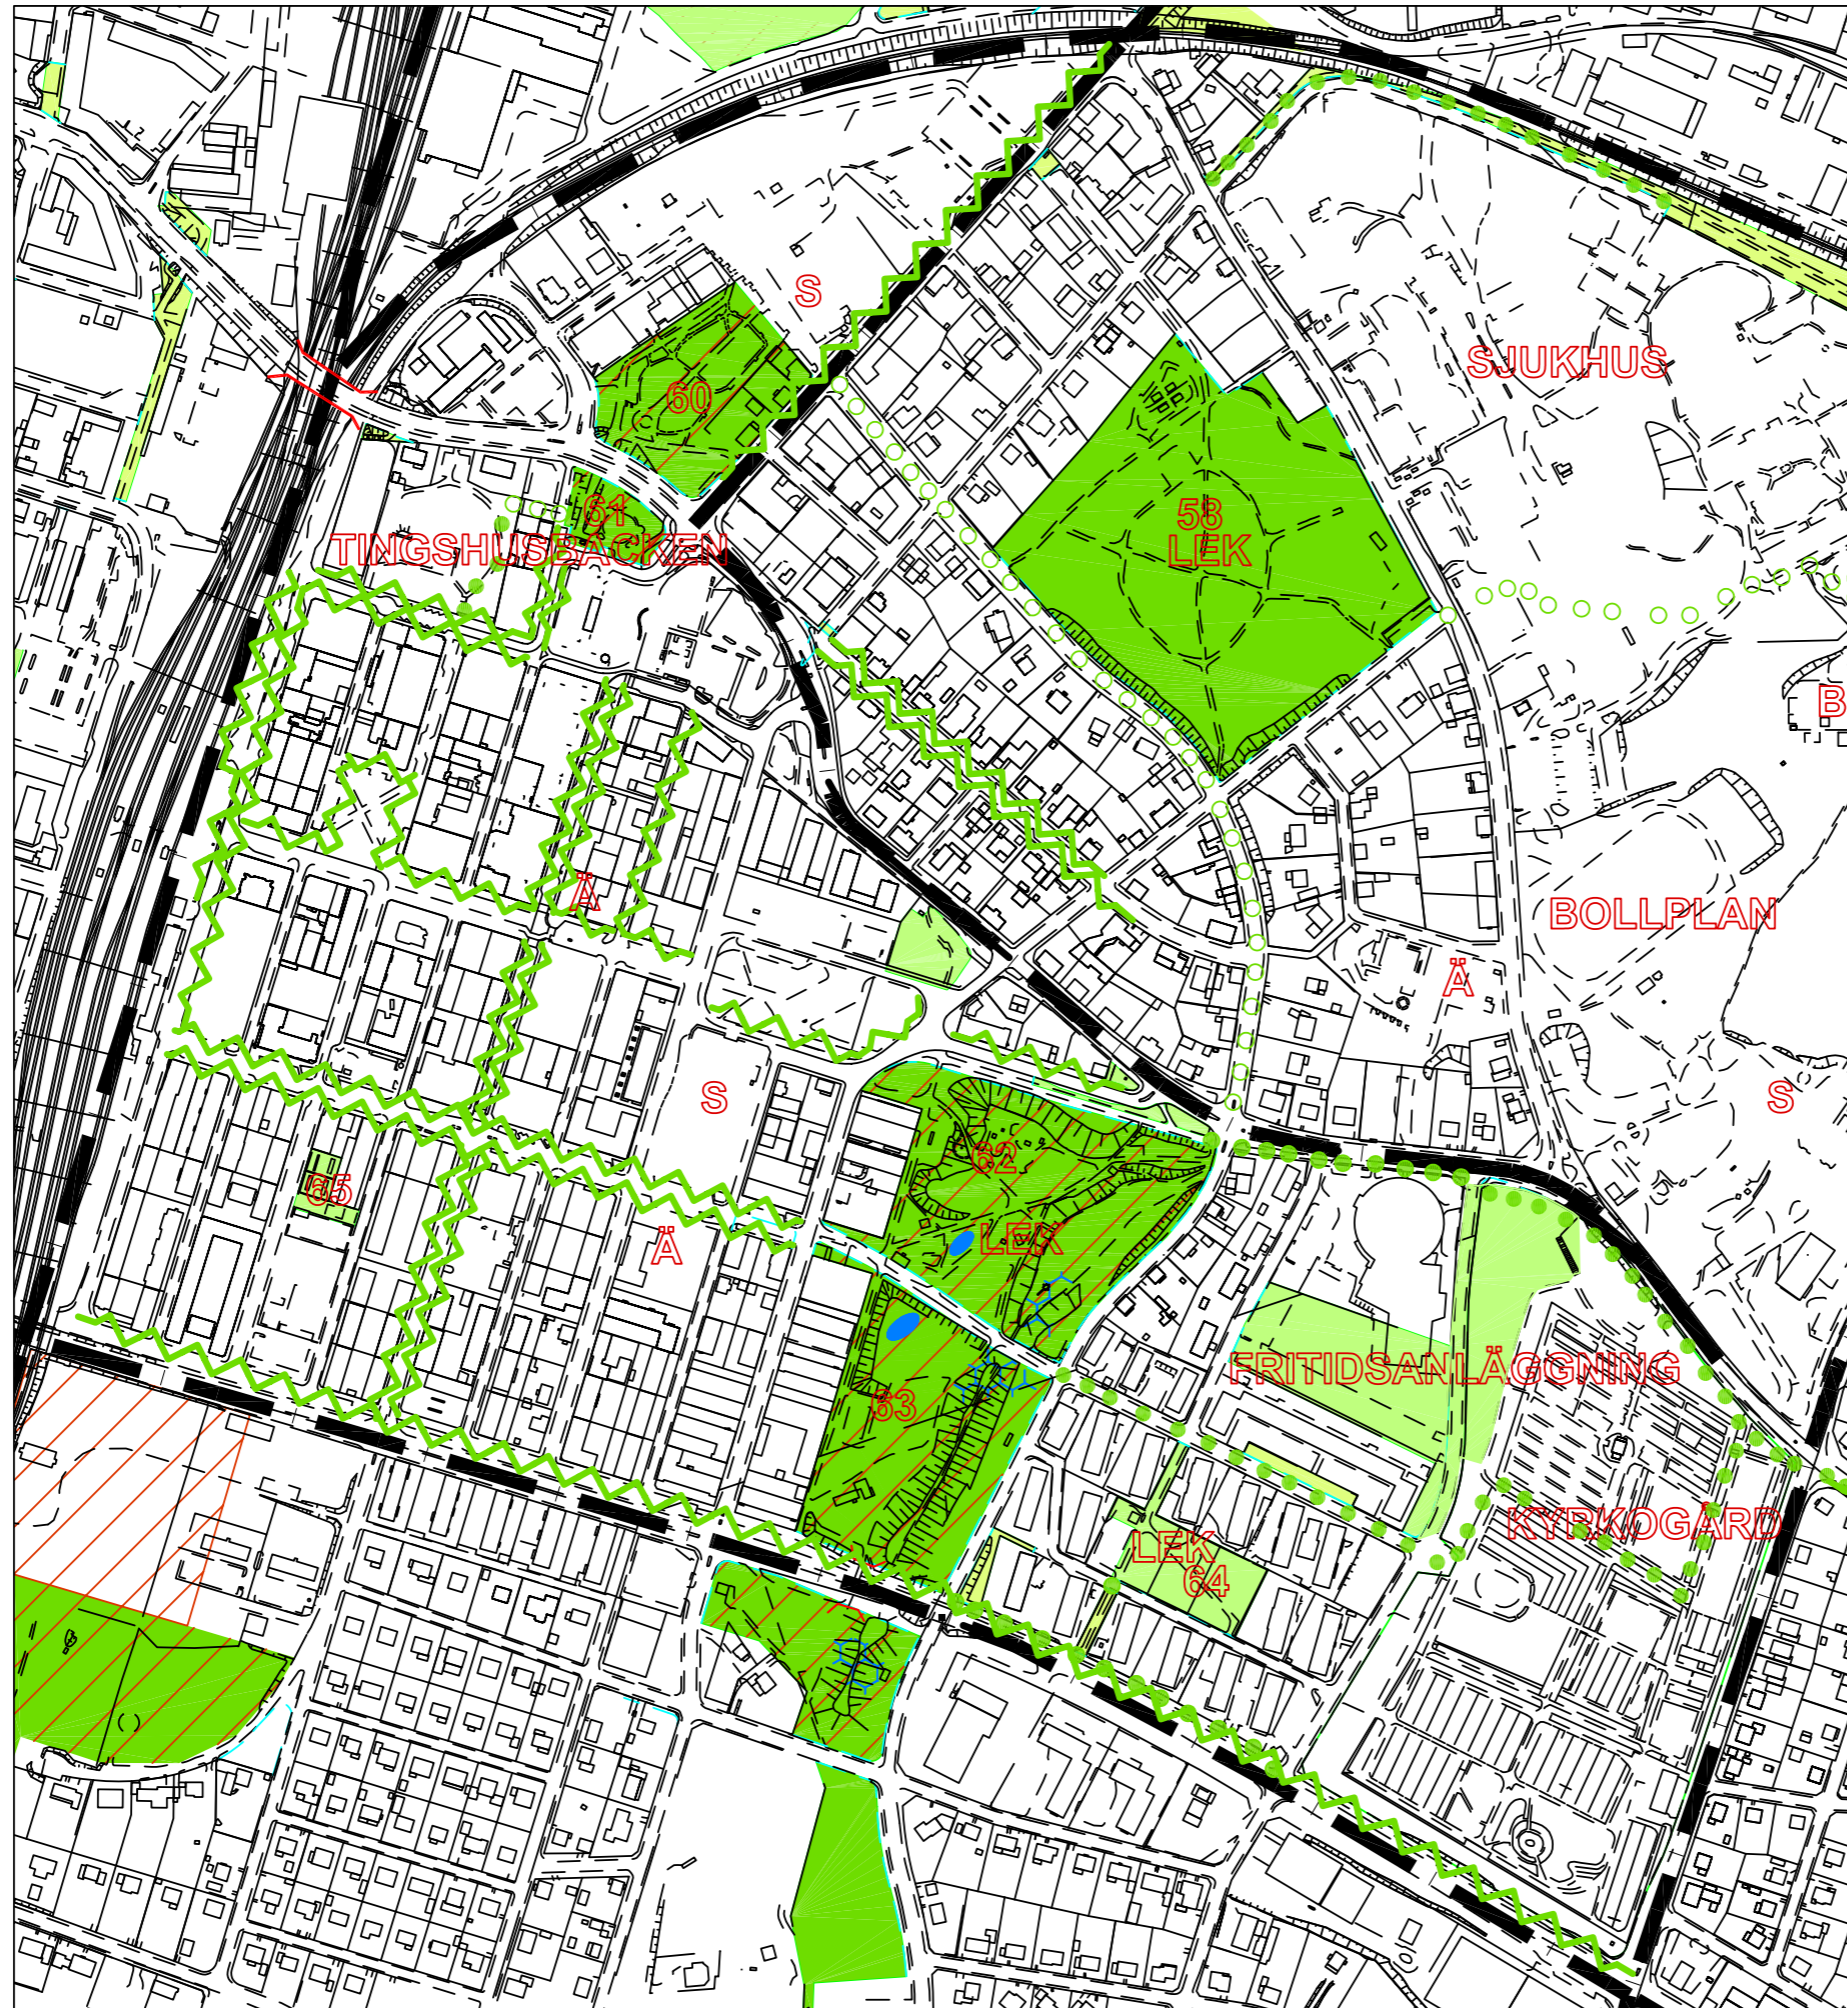 S
SJUKHUS
60
61
TINGSHUSBACKEN
58
LEK
B
Ä
BOLLPLAN
Ä
S
S
62
65
LEK
Ä
FRITIDSANLÄGGNING
63
KYRKOGÅRD
LEK
64